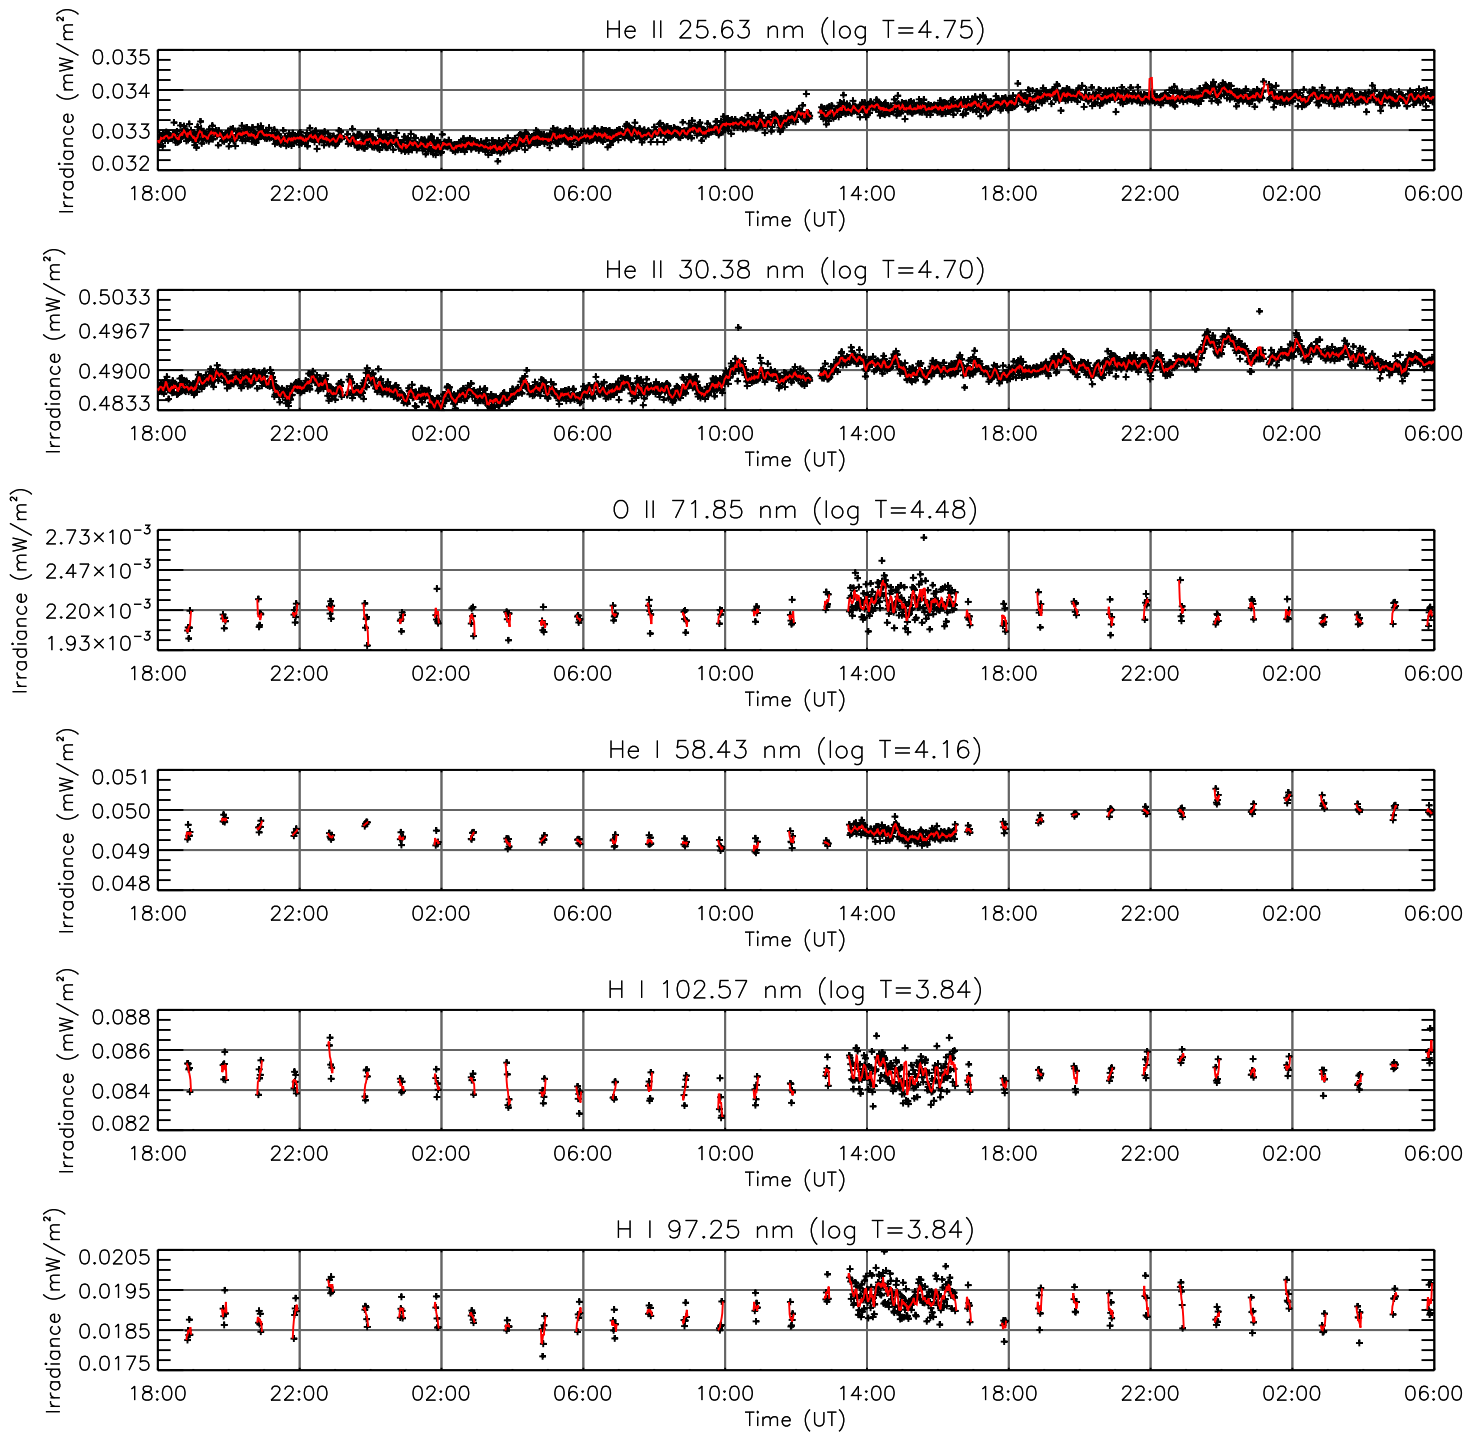 He II 25.63 nm (log T=4.75)
Irradiance (mW/m²)
0.035
0.034
0.033
0.032
18:00 22:00 02:00 06:00 10:00 14:00 18:00 22:00 02:00 06:00
Time (UT)
He II 30.38 nm (log T=4.70)
Irradiance (mW/m²)
0.5033
0.4967
0.4900
0.4833
18:00 22:00 02:00 06:00 10:00 14:00 18:00 22:00 02:00 06:00
Time (UT)
O II 71.85 nm (log T=4.48)
Irradiance (mW/m²)
2.73×10⁻³
2.47×10⁻³
2.20×10⁻³
1.93×10⁻³
18:00 22:00 02:00 06:00 10:00 14:00 18:00 22:00 02:00 06:00
Time (UT)
He I 58.43 nm (log T=4.16)
Irradiance (mW/m²)
0.051
0.050
0.049
0.048
18:00 22:00 02:00 06:00 10:00 14:00 18:00 22:00 02:00 06:00
Time (UT)
H I 102.57 nm (log T=3.84)
Irradiance (mW/m²)
0.088
0.086
0.084
0.082
18:00 22:00 02:00 06:00 10:00 14:00 18:00 22:00 02:00 06:00
Time (UT)
H I 97.25 nm (log T=3.84)
Irradiance (mW/m²)
0.0205
0.0195
0.0185
0.0175
18:00 22:00 02:00 06:00 10:00 14:00 18:00 22:00 02:00 06:00
Time (UT)